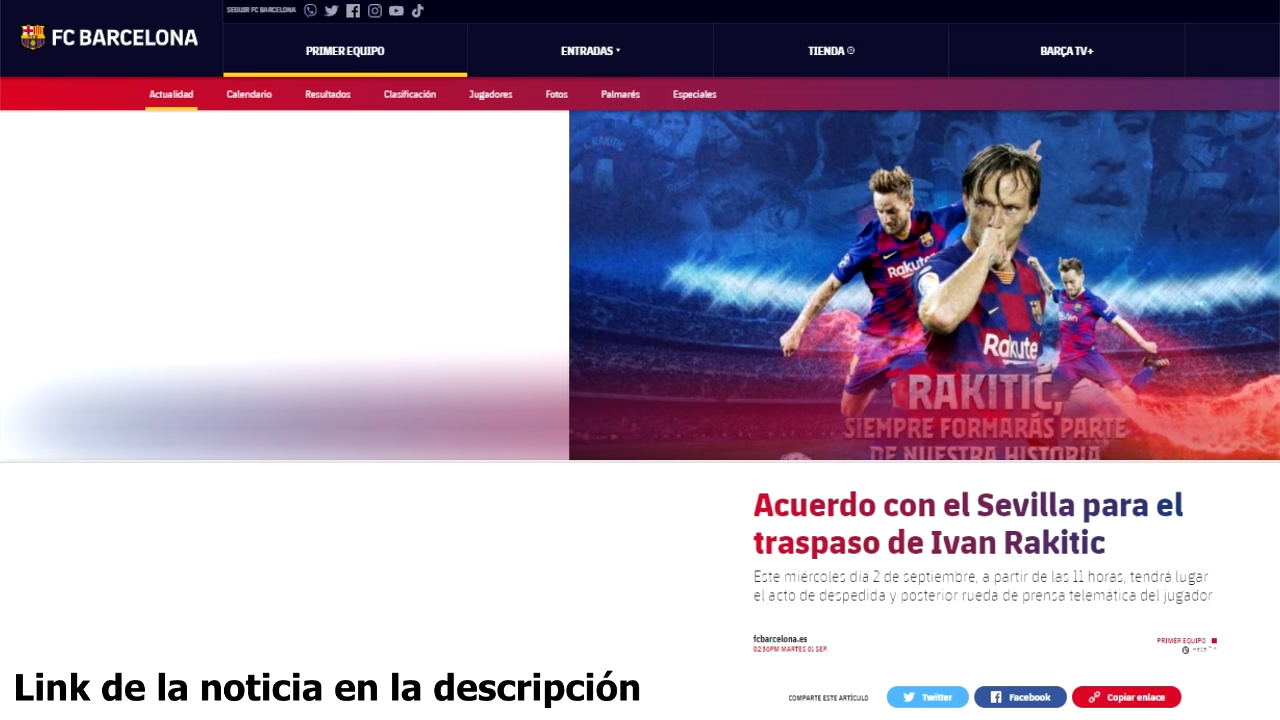 SEGUIR FC BARCELONA
FC BARCELONA
PRIMER EQUIPO
ENTRADAS
TIENDA
BARÇA TV+
Actualidad
Calendario
Resultados
Clasificación
Jugadores
Fotos
Palmarés
Especiales
Rakuten
Rakute
RAKITIĆ,
SIEMPRE FORMARÁS PARTE
DE NUESTRA HISTORIA
Acuerdo con el Sevilla para el
traspaso de Ivan Rakitic
Este miércoles día 2 de septiembre, a partir de las 11 horas, tendrá lugar
el acto de despedida y posterior rueda de prensa telemática del jugador
fcbarcelona.es
02:30PM MARTES 01 SEP.
PRIMER EQUIPO
Link de la noticia en la descripción
COMPARTE ESTE ARTÍCULO
Twitter
Facebook
Copiar enlace